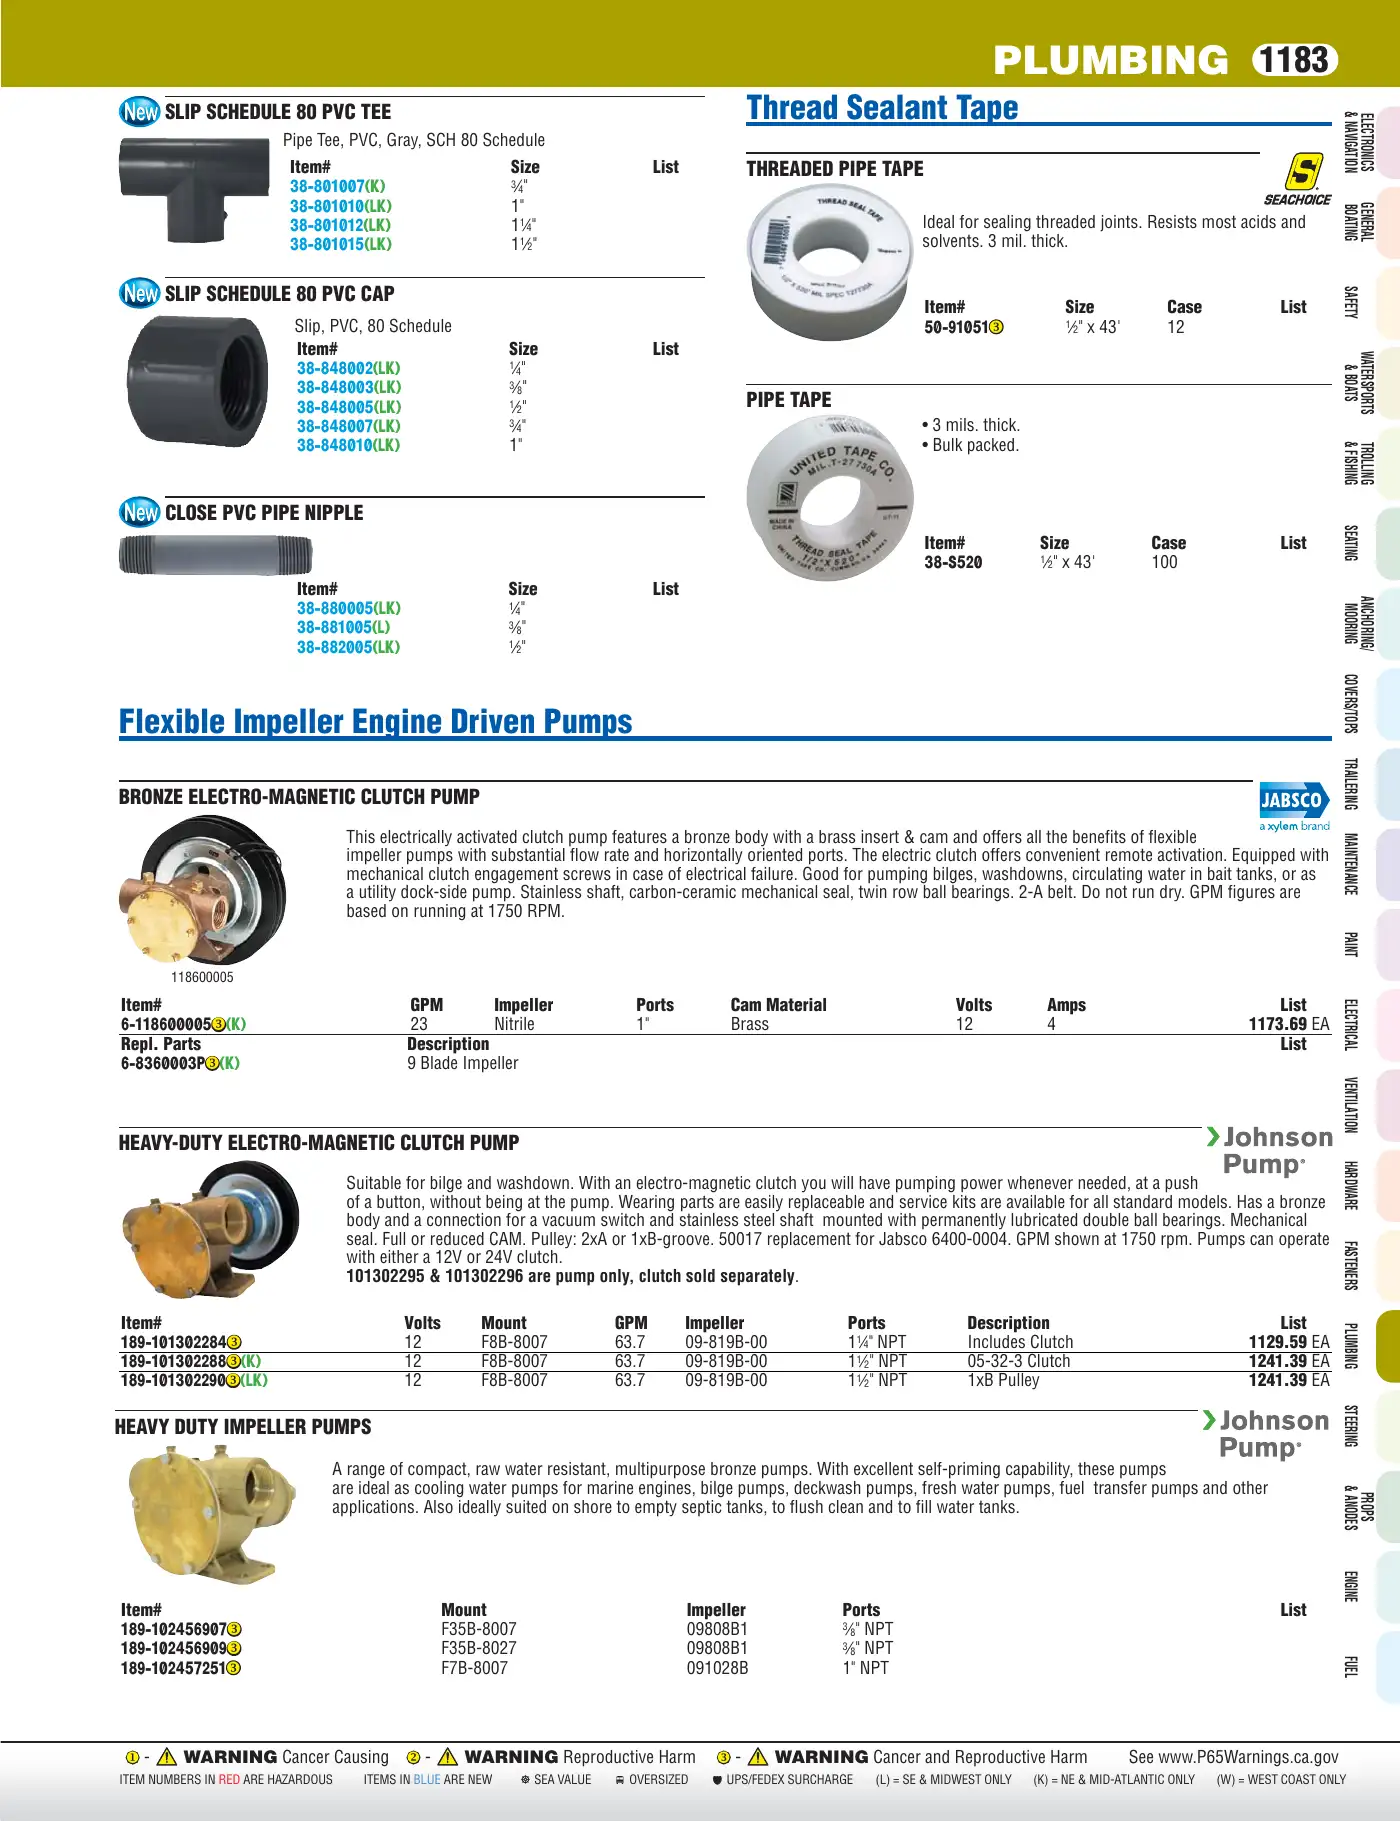 PLUMBING 1183
New SLIP SCHEDULE 80 PVC TEE
Pipe Tee, PVC, Gray, SCH 80 Schedule
Item# Size List
38-801007(K) 3/4"
38-801010(LK) 1"
38-801012(LK) 11/4"
38-801015(LK) 11/2"
New SLIP SCHEDULE 80 PVC CAP
Slip, PVC, 80 Schedule
Item# Size List
38-848002(LK) 1/4"
38-848003(LK) 3/8"
38-848005(LK) 1/2"
38-848007(LK) 3/4"
38-848010(LK) 1"
New CLOSE PVC PIPE NIPPLE
Item# Size List
38-880005(LK) 1/4"
38-881005(L) 3/8"
38-882005(LK) 1/2"
Thread Sealant Tape
THREADED PIPE TAPE
SEACHOICE
THREAD SEAL TAPE
1/2" X 520" MIL SPEC T27730A
Ideal for sealing threaded joints. Resists most acids and
solvents. 3 mil. thick.
Item# Size Case List
50-91051③ 1/2" x 43' 12
PIPE TAPE
UNITED TAPE CO.
MIL.T-27730A
MADE IN
CHINA
THREAD SEAL TAPE
1/2"X520"
• 3 mils. thick.
• Bulk packed.
Item# Size Case List
38-S520 1/2" x 43' 100
Flexible Impeller Engine Driven Pumps
BRONZE ELECTRO-MAGNETIC CLUTCH PUMP
JABSCO
a xylem brand
This electrically activated clutch pump features a bronze body with a brass insert & cam and offers all the benefits of flexible
impeller pumps with substantial flow rate and horizontally oriented ports. The electric clutch offers convenient remote activation. Equipped with
mechanical clutch engagement screws in case of electrical failure. Good for pumping bilges, washdowns, circulating water in bait tanks, or as
a utility dock-side pump. Stainless shaft, carbon-ceramic mechanical seal, twin row ball bearings. 2-A belt. Do not run dry. GPM figures are
based on running at 1750 RPM.
118600005
Item# GPM Impeller Ports Cam Material Volts Amps List
6-118600005③(K) 23 Nitrile 1" Brass 12 4 1173.69 EA
Repl. Parts Description List
6-8360003P③(K) 9 Blade Impeller
HEAVY-DUTY ELECTRO-MAGNETIC CLUTCH PUMP
Johnson
Pump®
Suitable for bilge and washdown. With an electro-magnetic clutch you will have pumping power whenever needed, at a push
of a button, without being at the pump. Wearing parts are easily replaceable and service kits are available for all standard models. Has a bronze
body and a connection for a vacuum switch and stainless steel shaft mounted with permanently lubricated double ball bearings. Mechanical
seal. Full or reduced CAM. Pulley: 2xA or 1xB-groove. 50017 replacement for Jabsco 6400-0004. GPM shown at 1750 rpm. Pumps can operate
with either a 12V or 24V clutch.
101302295 & 101302296 are pump only, clutch sold separately.
Item# Volts Mount GPM Impeller Ports Description List
189-101302284③ 12 F8B-8007 63.7 09-819B-00 11/4" NPT Includes Clutch 1129.59 EA
189-101302288③(K) 12 F8B-8007 63.7 09-819B-00 11/2" NPT 05-32-3 Clutch 1241.39 EA
189-101302290③(LK) 12 F8B-8007 63.7 09-819B-00 11/2" NPT 1xB Pulley 1241.39 EA
HEAVY DUTY IMPELLER PUMPS
Johnson
Pump®
A range of compact, raw water resistant, multipurpose bronze pumps. With excellent self-priming capability, these pumps
are ideal as cooling water pumps for marine engines, bilge pumps, deckwash pumps, fresh water pumps, fuel transfer pumps and other
applications. Also ideally suited on shore to empty septic tanks, to flush clean and to fill water tanks.
Item# Mount Impeller Ports List
189-102456907③ F35B-8007 09808B1 3/8" NPT
189-102456909③ F35B-8027 09808B1 3/8" NPT
189-102457251③ F7B-8007 091028B 1" NPT
ELECTRONICS
& NAVIGATION
GENERAL
BOATING
SAFETY
WATERSPORTS
& BOATS
TROLLING
& FISHING
SEATING
ANCHORING/
MOORING
COVERS/TOPS
TRAILERING
MAINTENANCE
PAINT
ELECTRICAL
VENTILATION
HARDWARE
FASTENERS
PLUMBING
STEERING
PROPS
& ANODES
ENGINE
FUEL
① - ⚠ WARNING Cancer Causing ② - ⚠ WARNING Reproductive Harm ③ - ⚠ WARNING Cancer and Reproductive Harm See www.P65Warnings.ca.gov
ITEM NUMBERS IN RED ARE HAZARDOUS ITEMS IN BLUE ARE NEW SEA VALUE OVERSIZED UPS/FEDEX SURCHARGE (L) = SE & MIDWEST ONLY (K) = NE & MID-ATLANTIC ONLY (W) = WEST COAST ONLY